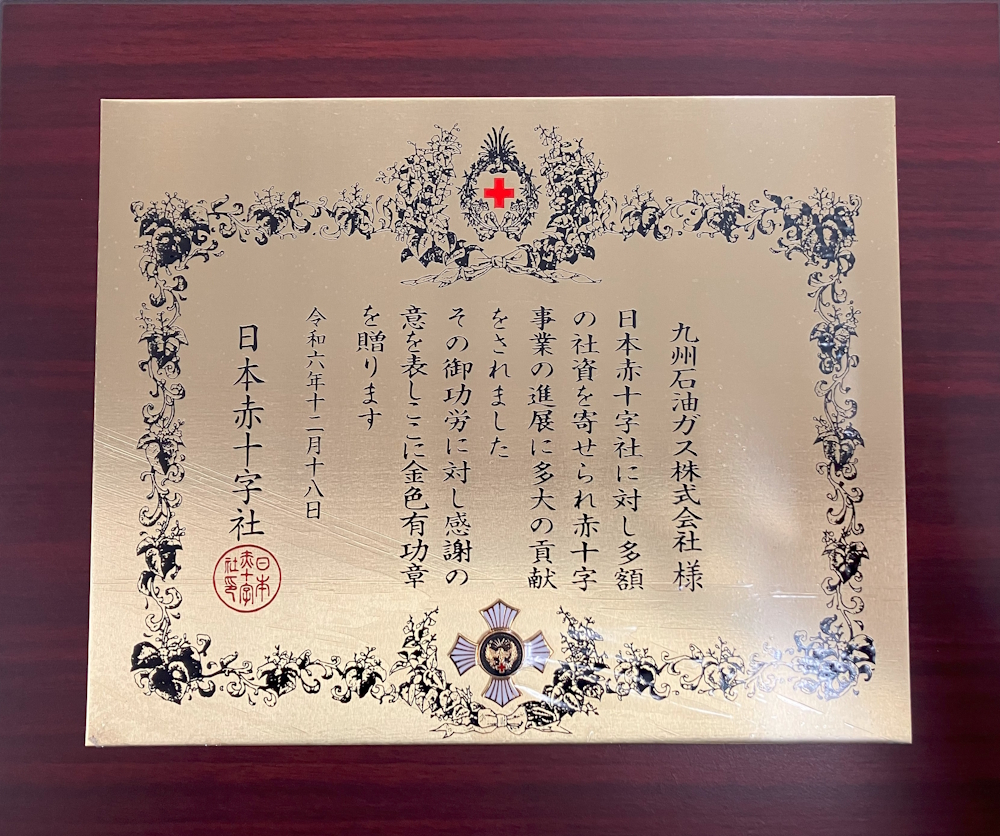 九州石油ガス株式会社 様
日本赤十字社に対し多額
の社資を寄せられ赤十字
事業の進展に多大の貢献
をされました
その御功労に対し感謝の
意を表しここに金色有功章
を贈ります
令和六年十二月十八日
日本赤十字社
日本
赤十字
社印